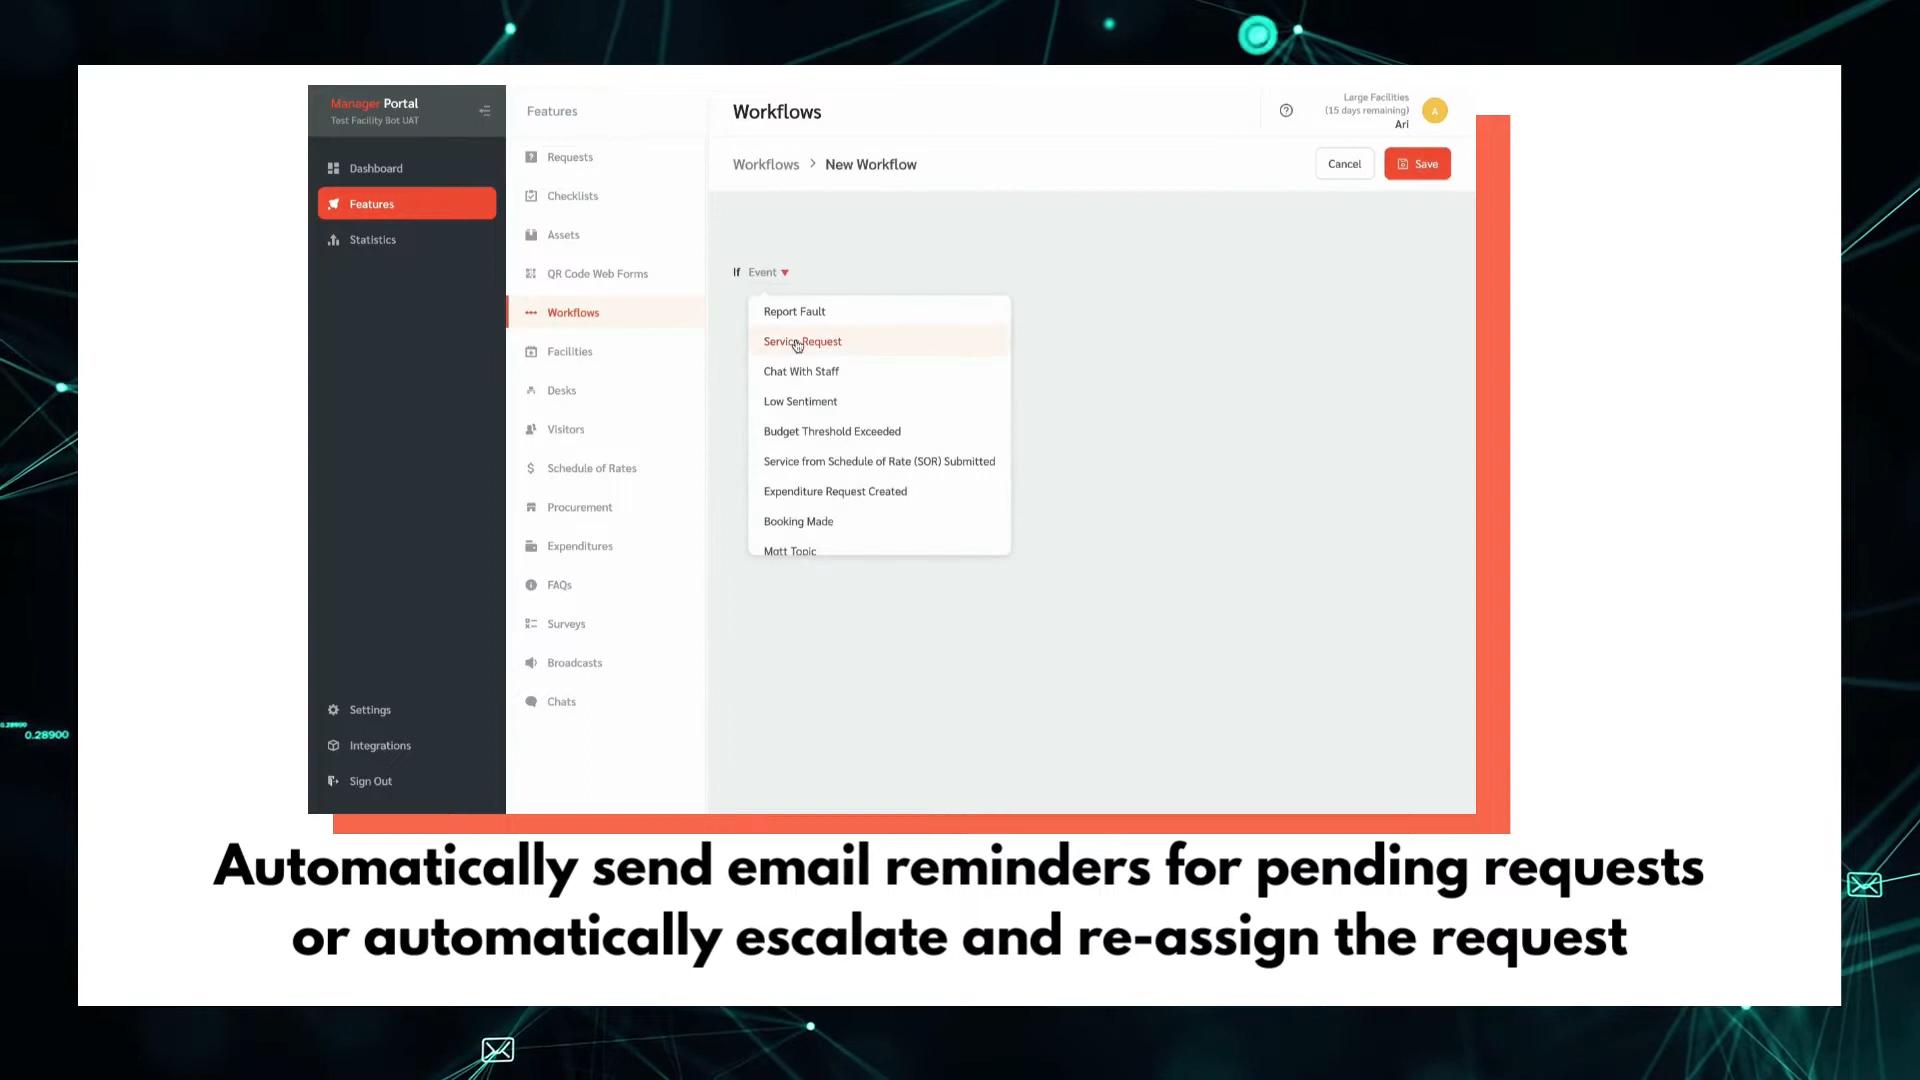 Manager Portal
Test Facility Bot UAT
Dashboard
Features
Statistics
Settings
Integrations
Sign Out
Features
Requests
Checklists
Assets
QR Code Web Forms
Workflows
Facilities
Desks
Visitors
Schedule of Rates
Procurement
Expenditures
FAQs
Surveys
Broadcasts
Chats
Workflows
Large Facilities
(15 days remaining)
Ari
A
Workflows > New Workflow
Cancel
Save
If Event
Report Fault
Service Request
Chat With Staff
Low Sentiment
Budget Threshold Exceeded
Service from Schedule of Rate (SOR) Submitted
Expenditure Request Created
Booking Made
Matt Topic
0.28900
0.28900
Automatically send email reminders for pending requests
or automatically escalate and re-assign the request